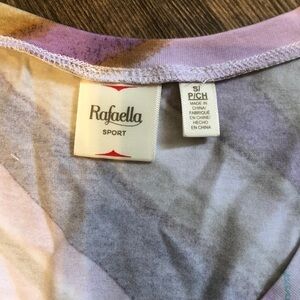 Rafaella
SPORT
S/
P/CH
MADE IN
CHINA/
FABRIQUÉ
EN CHINE/
HECHO
EN CHINA